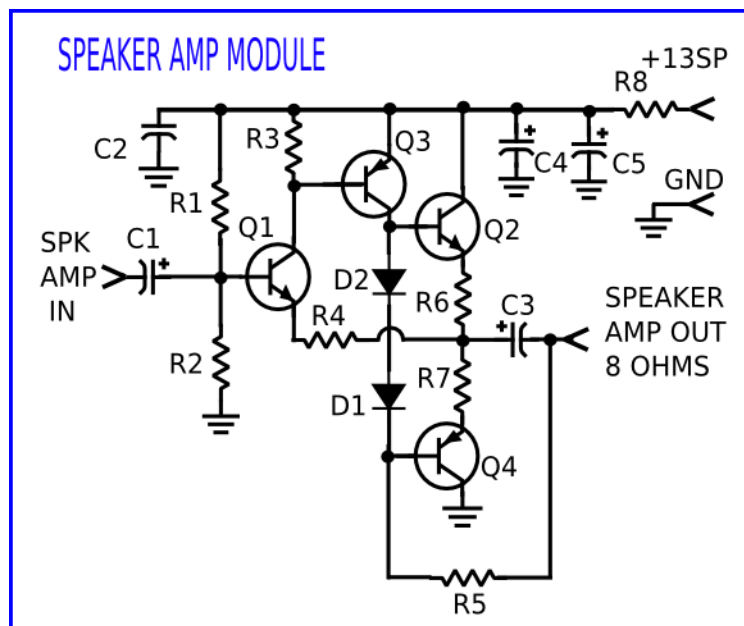 SPEAKER AMP MODULE
+13SP
R8
C2
R3
Q3
C4
C5
GND
R1
Q1
Q2
SPK
AMP
IN
C1
D2
R6
C3
SPEAKER
AMP OUT
8 OHMS
R4
R2
R7
D1
Q4
R5